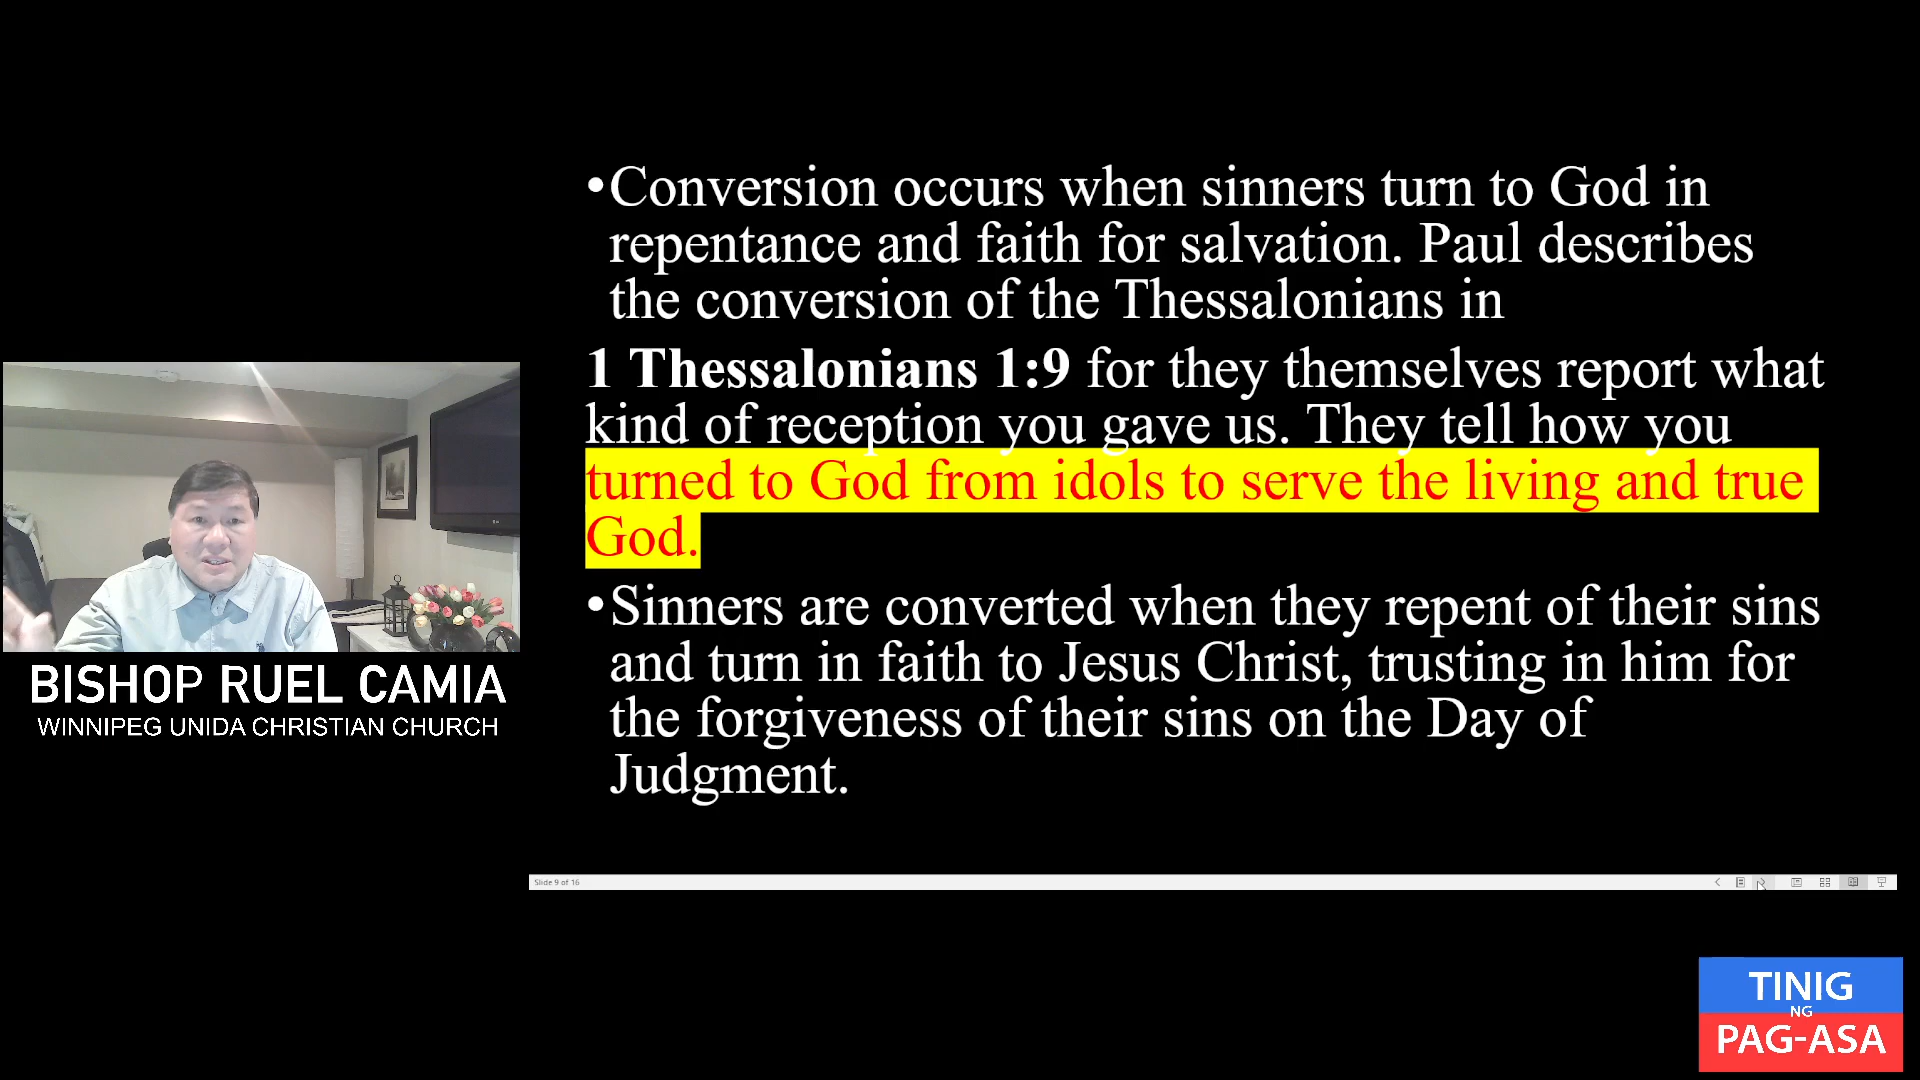 •Conversion occurs when sinners turn to God in
repentance and faith for salvation. Paul describes
the conversion of the Thessalonians in
1 Thessalonians 1:9 for they themselves report what
kind of reception you gave us. They tell how you
turned to God from idols to serve the living and true
God.
•Sinners are converted when they repent of their sins
and turn in faith to Jesus Christ, trusting in him for
the forgiveness of their sins on the Day of
Judgment.
BISHOP RUEL CAMIA
WINNIPEG UNIDA CHRISTIAN CHURCH
Slide 9 of 16
TINIG
NG
PAG-ASA